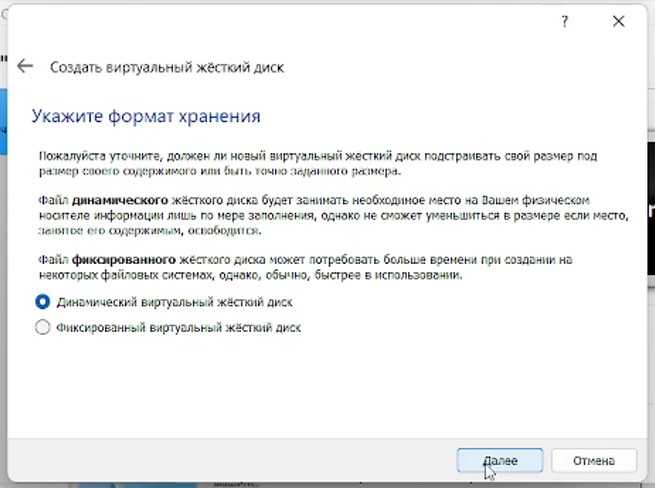 ?
Создать виртуальный жёсткий диск
Укажите формат хранения
Пожалуйста уточните, должен ли новый виртуальный жесткий диск подстраивать свой размер под
размер своего содержимого или быть точно заданного размера.
Файл динамического жёсткого диска будет занимать необходимое место на Вашем физическом
носителе информации лишь по мере заполнения, однако не сможет уменьшиться в размере если место,
занятое его содержимым, освободится.
Файл фиксированного жёсткого диска может потребовать больше времени при создании на
некоторых файловых системах, однако, обычно, быстрее в использовании.
Динамический виртуальный жёсткий диск
Фиксированный виртуальный жёсткий диск
Далее
Отмена